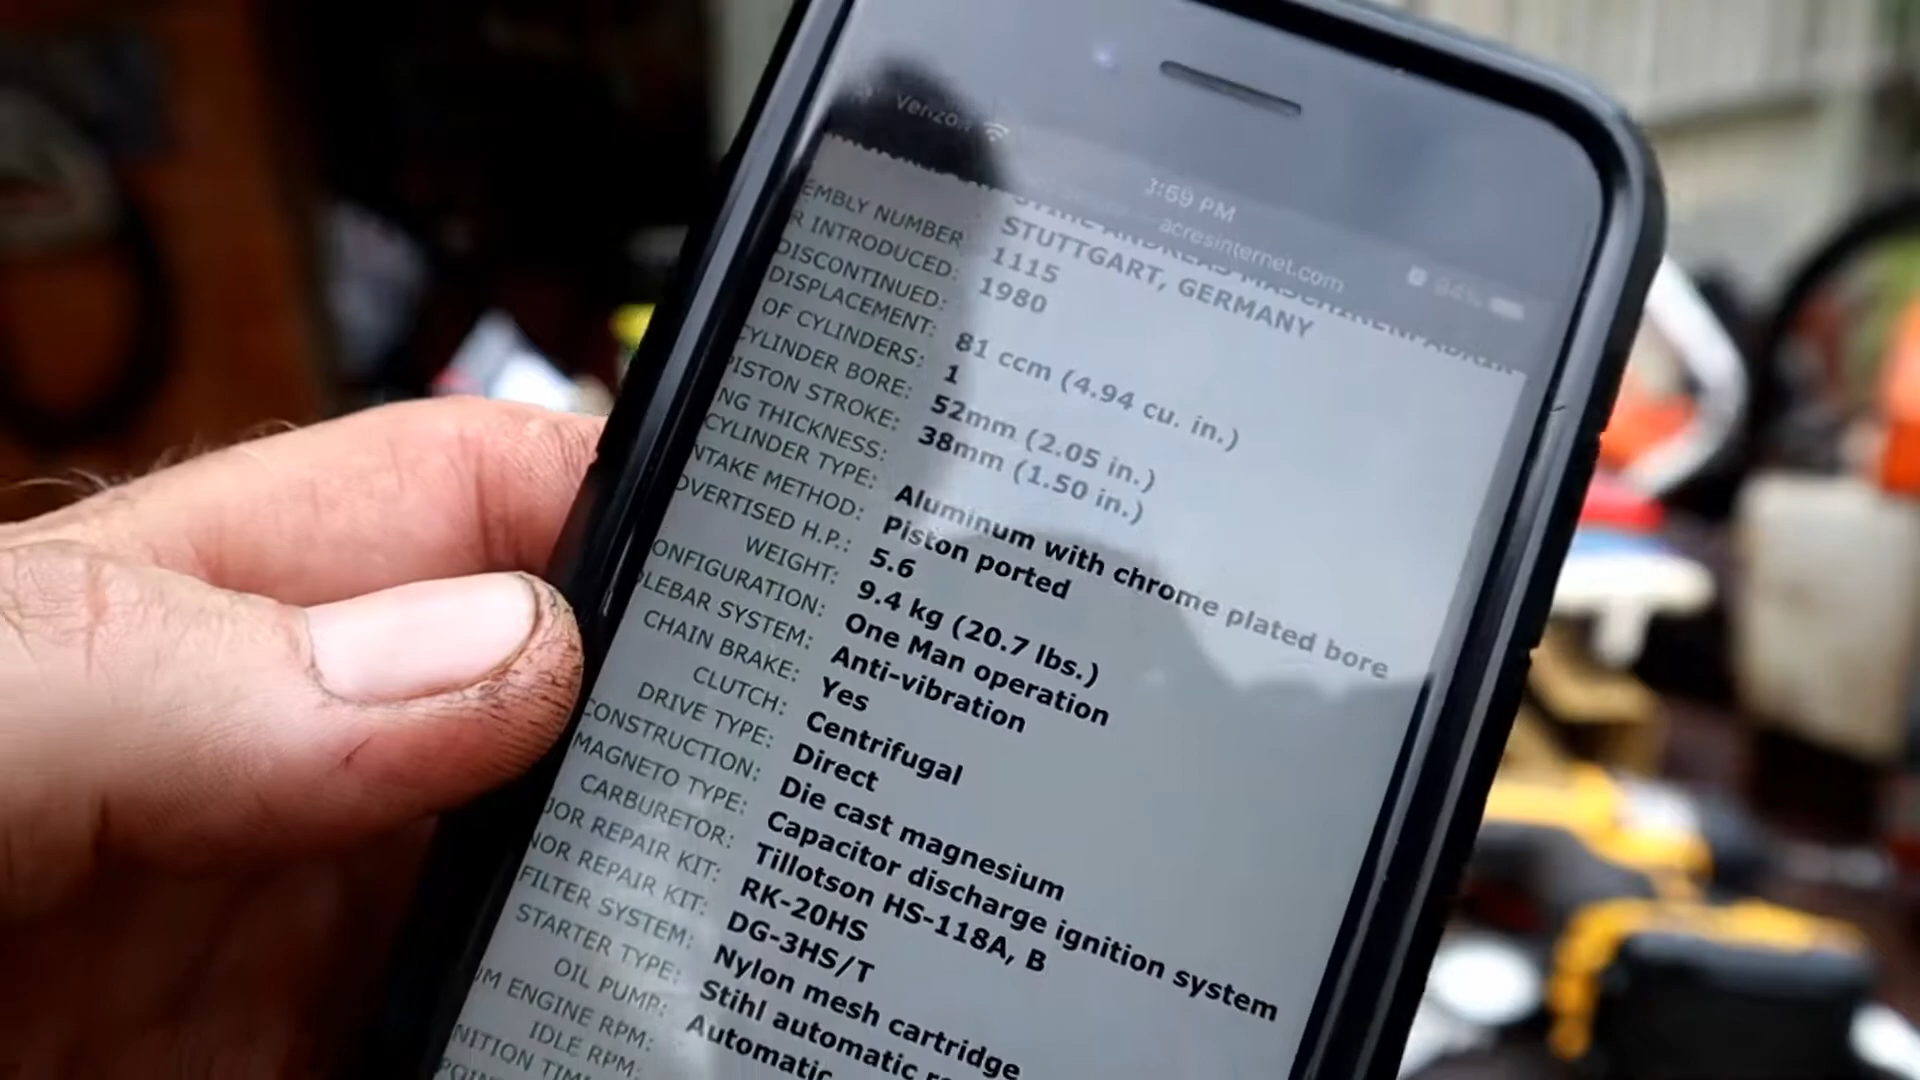 Verizon
PM
acresinternet.com
STUTTGART, GERMANY
EMBLY NUMBER 1115
R INTRODUCED: 1980
DISCONTINUED:
DISPLACEMENT: 81 ccm (4.94 cu. in.)
OF CYLINDERS: 1
CYLINDER BORE: 52mm (2.05 in.)
PISTON STROKE: 38mm (1.50 in.)
NG THICKNESS:
CYLINDER TYPE: Aluminum with chrome plated bore
NTAKE METHOD: Piston ported
DVERTISED H.P.: 5.6
WEIGHT: 9.4 kg (20.7 lbs.)
ONFIGURATION: One Man operation
LEBAR SYSTEM: Anti-vibration
CHAIN BRAKE: Yes
CLUTCH: Centrifugal
DRIVE TYPE: Direct
CONSTRUCTION: Die cast magnesium
MAGNETO TYPE: Capacitor discharge ignition system
CARBURETOR: Tillotson HS-118A, B
JOR REPAIR KIT: RK-20HS
NOR REPAIR KIT: DG-3HS/T
FILTER SYSTEM: Nylon mesh cartridge
STARTER TYPE: Stihl automatic
OIL PUMP: Automatic
UM ENGINE RPM:
IDLE RPM:
NITION TIM